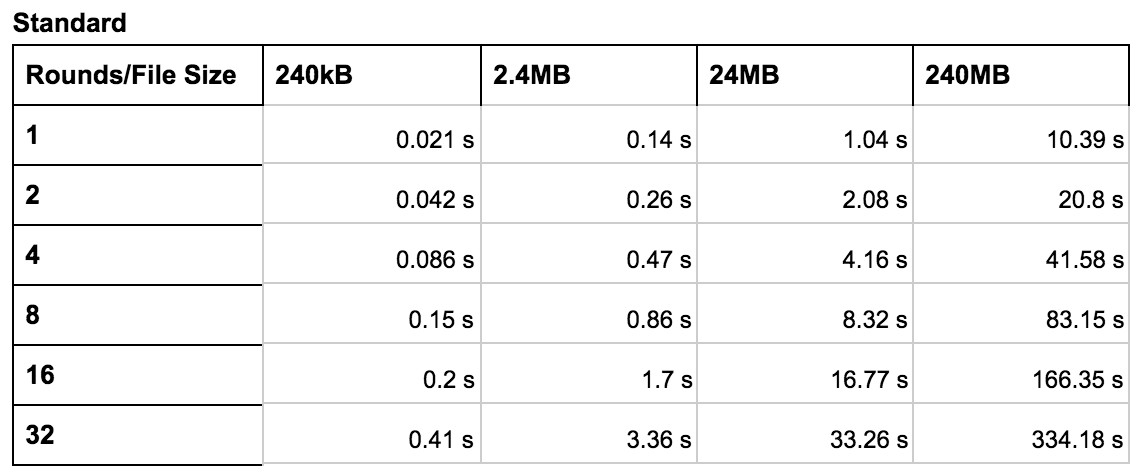 Standard
Rounds/File Size 240kB 2.4MB 24MB 240MB
1 0.021 s 0.14 s 1.04 s 10.39 s
2 0.042 s 0.26 s 2.08 s 20.8 s
4 0.086 s 0.47 s 4.16 s 41.58 s
8 0.15 s 0.86 s 8.32 s 83.15 s
16 0.2 s 1.7 s 16.77 s 166.35 s
32 0.41 s 3.36 s 33.26 s 334.18 s